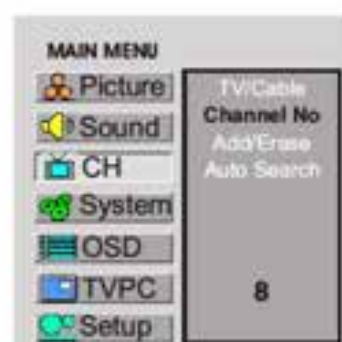 MAIN MENU
Picture
Sound
CH
System
OSD
TVPC
Setup
TV/Cable
Channel No
Add/Erase
Auto Search
8